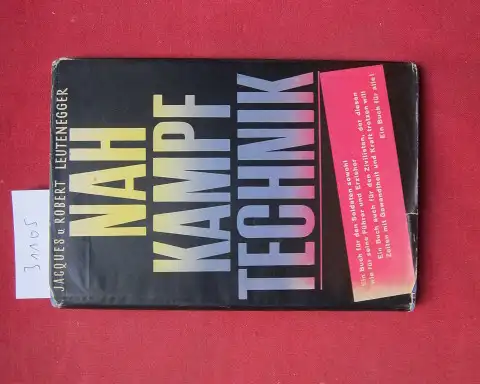 JACQUES u ROBERT LEUTENEGGER
NAH
KAMPF
TECHNIK
Ein Buch für den Soldaten sowohl
wie für seine Führer und Erzieher
Ein Buch auch für den Zivilisten, der diesen
Zeiten mit Gewandtheit und Kraft trotzen will
Ein Buch für alle!
31105